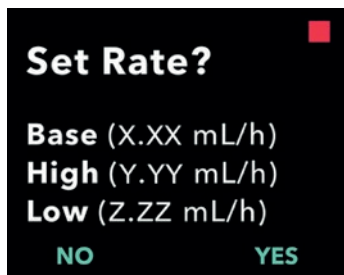 Set Rate?
Base (X.XX mL/h)
High (Y.YY mL/h)
Low (Z.ZZ mL/h)
NO YES